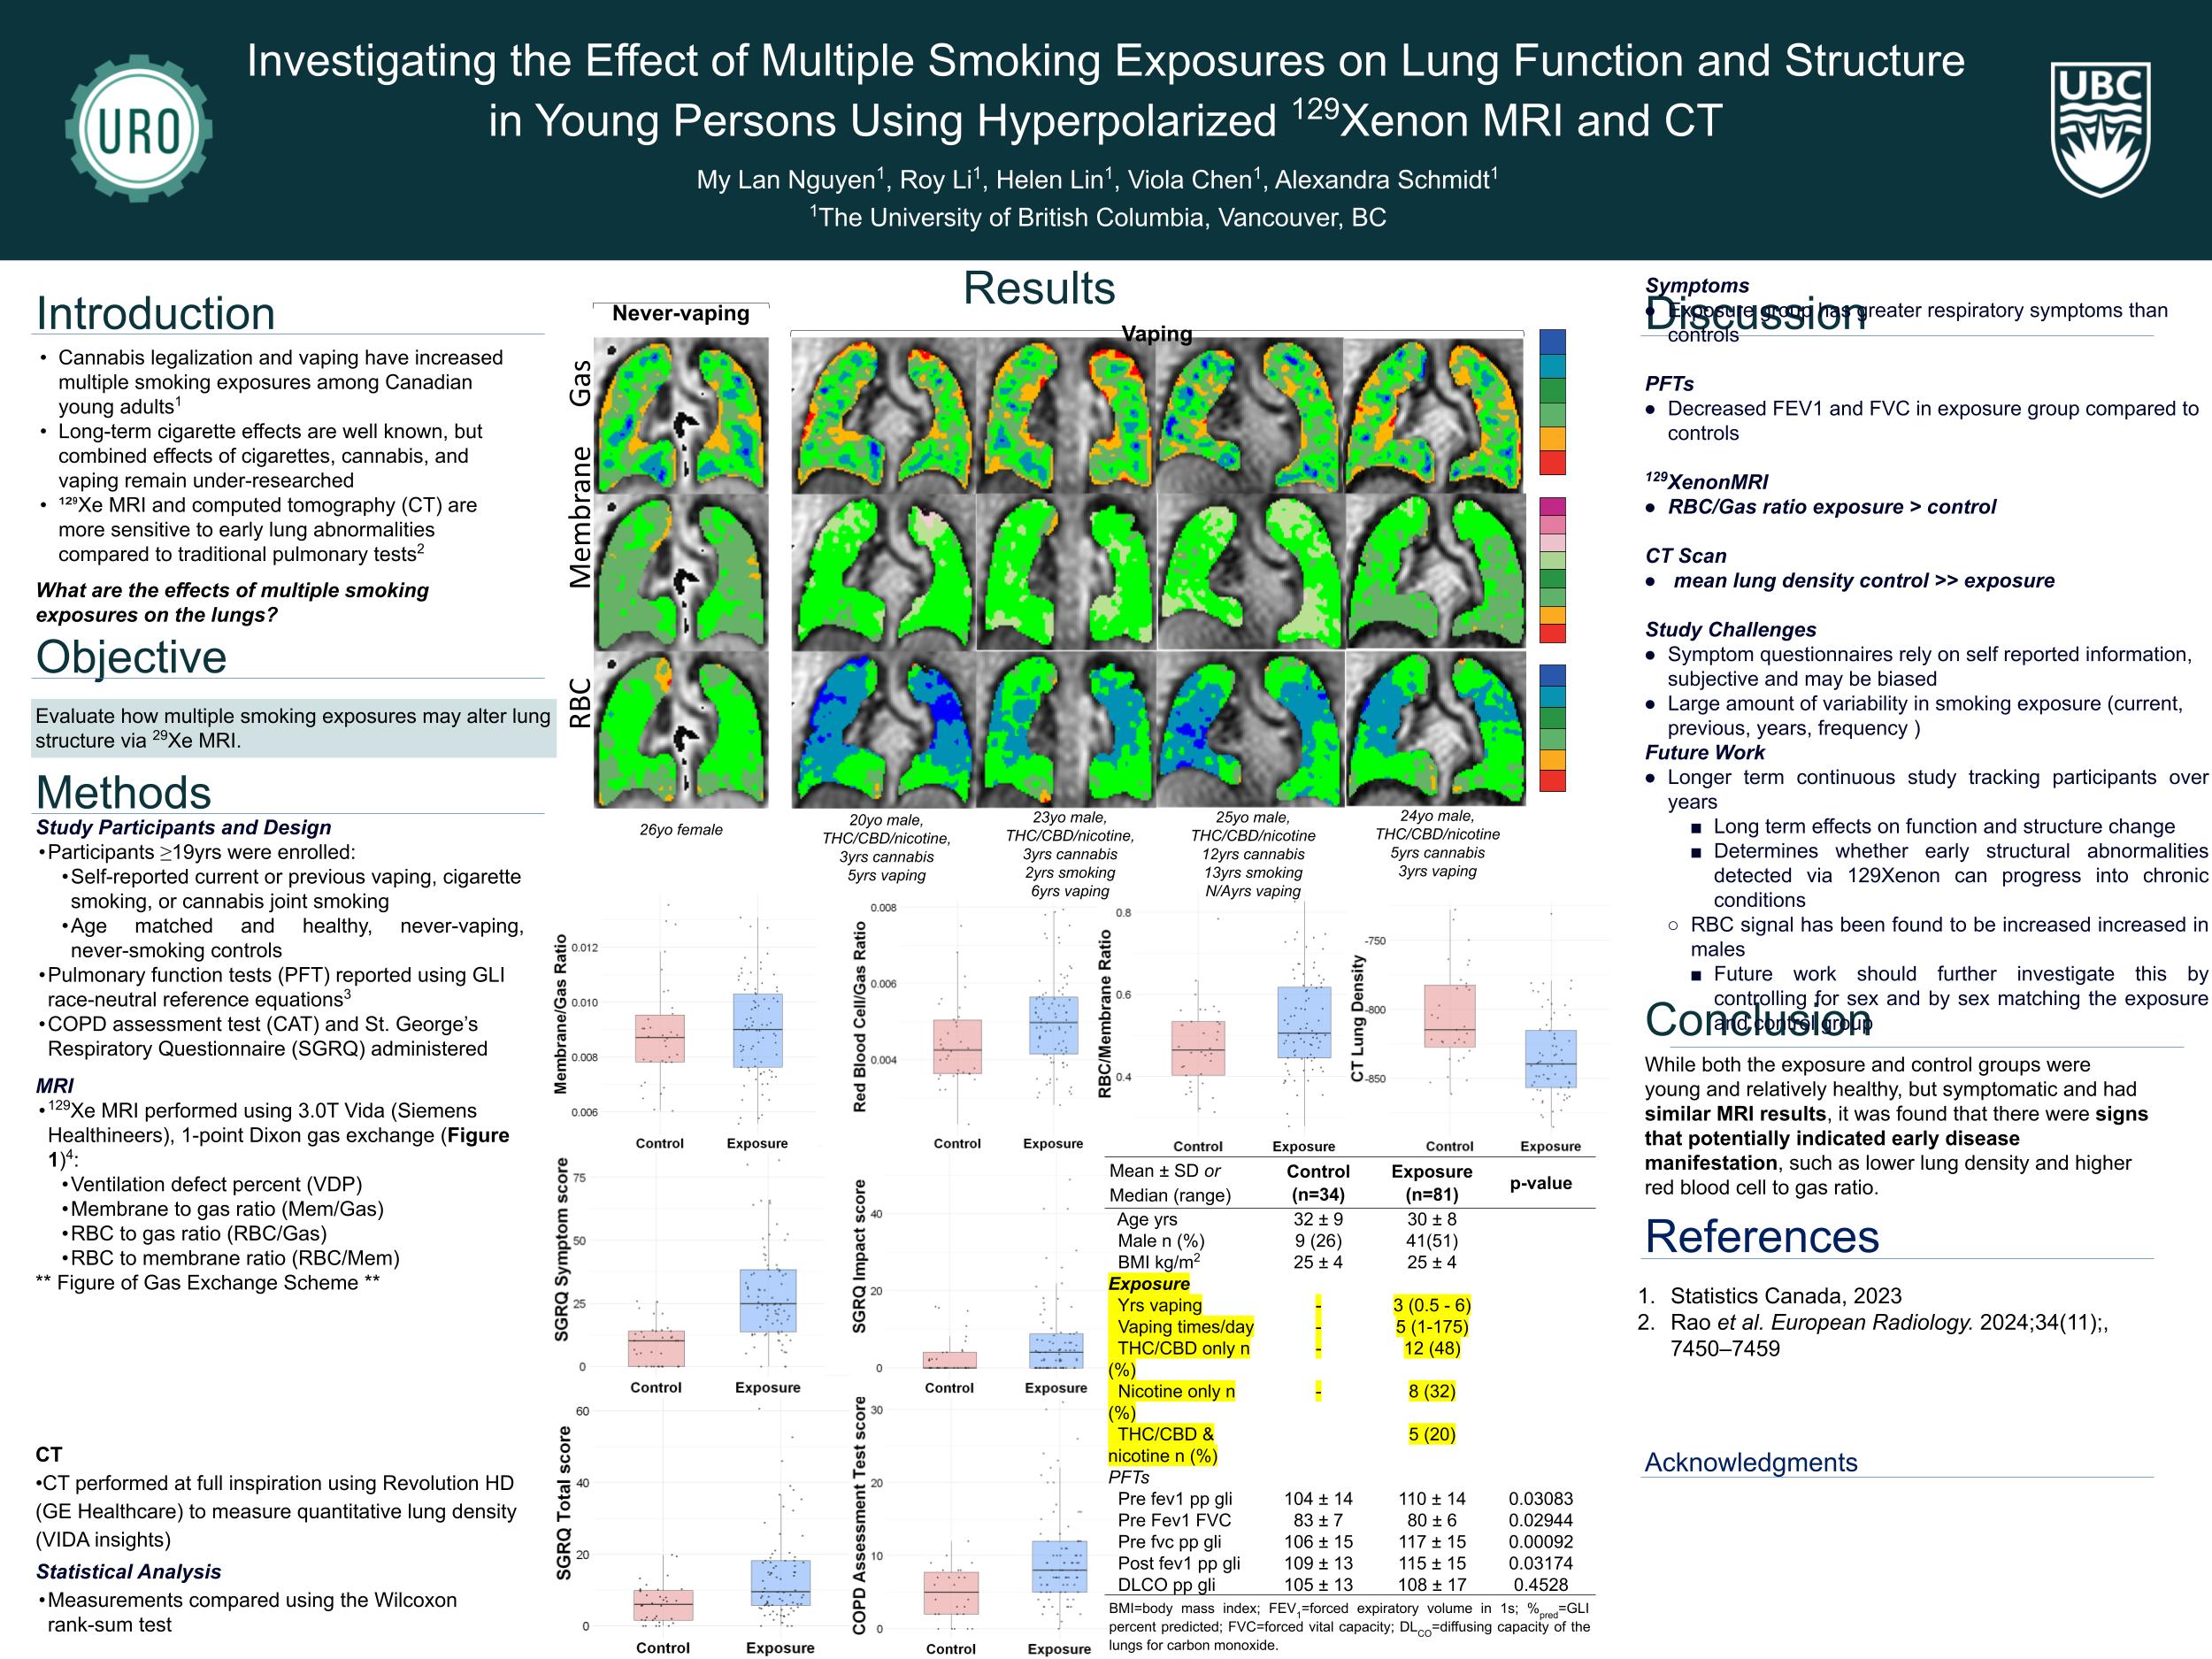 Investigating the Effect of Multiple Smoking Exposures on Lung Function and Structure
in Young Persons Using Hyperpolarized ¹²⁹Xenon MRI and CT
My Lan Nguyen¹, Roy Li¹, Helen Lin¹, Viola Chen¹, Alexandra Schmidt¹
¹The University of British Columbia, Vancouver, BC
URO
UBC
Introduction
• Cannabis legalization and vaping have increased
multiple smoking exposures among Canadian
young adults¹
• Long-term cigarette effects are well known, but
combined effects of cigarettes, cannabis, and
vaping remain under-researched
• ¹²⁹Xe MRI and computed tomography (CT) are
more sensitive to early lung abnormalities
compared to traditional pulmonary tests²
What are the effects of multiple smoking
exposures on the lungs?
Objective
Evaluate how multiple smoking exposures may alter lung
structure via ²⁹Xe MRI.
Methods
Study Participants and Design
•Participants ≥19yrs were enrolled:
•Self-reported current or previous vaping, cigarette
smoking, or cannabis joint smoking
•Age matched and healthy, never-vaping,
never-smoking controls
•Pulmonary function tests (PFT) reported using GLI
race-neutral reference equations³
•COPD assessment test (CAT) and St. George's
Respiratory Questionnaire (SGRQ) administered
MRI
•¹²⁹Xe MRI performed using 3.0T Vida (Siemens
Healthineers), 1-point Dixon gas exchange (Figure
1)⁴:
•Ventilation defect percent (VDP)
•Membrane to gas ratio (Mem/Gas)
•RBC to gas ratio (RBC/Gas)
•RBC to membrane ratio (RBC/Mem)
** Figure of Gas Exchange Scheme **
CT
•CT performed at full inspiration using Revolution HD
(GE Healthcare) to measure quantitative lung density
(VIDA insights)
Statistical Analysis
•Measurements compared using the Wilcoxon
rank-sum test
Results
Never-vaping
Vaping
Gas
Membrane
RBC
26yo female
20yo male,
THC/CBD/nicotine,
3yrs cannabis
5yrs vaping
23yo male,
THC/CBD/nicotine,
3yrs cannabis
2yrs smoking
6yrs vaping
25yo male,
THC/CBD/nicotine
12yrs cannabis
13yrs smoking
N/Ayrs vaping
24yo male,
THC/CBD/nicotine
5yrs cannabis
3yrs vaping
Membrane/Gas Ratio
0.012
0.010
0.008
0.006
Control Exposure
Red Blood Cell/Gas Ratio
0.008
0.006
0.004
Control Exposure
RBC/Membrane Ratio
0.8
0.6
0.4
Control Exposure
CT Lung Density
-750
-800
-850
Control Exposure
SGRQ Symptom score
75
50
25
0
Control Exposure
SGRQ Impact score
40
20
0
Control Exposure
SGRQ Total score
60
40
20
0
Control Exposure
COPD Assessment Test score
30
20
10
0
Control Exposure
Mean ± SD or Control Exposure p-value
Median (range) (n=34) (n=81)
Age yrs 32 ± 9 30 ± 8
Male n (%) 9 (26) 41(51)
BMI kg/m² 25 ± 4 25 ± 4
Exposure
Yrs vaping - 3 (0.5 - 6)
Vaping times/day - 5 (1-175)
THC/CBD only n - 12 (48)
(%)
Nicotine only n - 8 (32)
(%)
THC/CBD & 5 (20)
nicotine n (%)
PFTs
Pre fev1 pp gli 104 ± 14 110 ± 14 0.03083
Pre Fev1 FVC 83 ± 7 80 ± 6 0.02944
Pre fvc pp gli 106 ± 15 117 ± 15 0.00092
Post fev1 pp gli 109 ± 13 115 ± 15 0.03174
DLCO pp gli 105 ± 13 108 ± 17 0.4528
BMI=body mass index; FEV₁=forced expiratory volume in 1s; %pred=GLI
percent predicted; FVC=forced vital capacity; DLCO=diffusing capacity of the
lungs for carbon monoxide.
Discussion
Symptoms
● Exposure group has greater respiratory symptoms than
controls
PFTs
● Decreased FEV1 and FVC in exposure group compared to
controls
¹²⁹XenonMRI
● RBC/Gas ratio exposure > control
CT Scan
● mean lung density control >> exposure
Study Challenges
● Symptom questionnaires rely on self reported information,
subjective and may be biased
● Large amount of variability in smoking exposure (current,
previous, years, frequency )
Future Work
● Longer term continuous study tracking participants over
years
■ Long term effects on function and structure change
■ Determines whether early structural abnormalities
detected via 129Xenon can progress into chronic
conditions
○ RBC signal has been found to be increased increased in
males
■ Future work should further investigate this by
controlling for sex and by sex matching the exposure
and control group
Conclusion
While both the exposure and control groups were
young and relatively healthy, but symptomatic and had
similar MRI results, it was found that there were signs
that potentially indicated early disease
manifestation, such as lower lung density and higher
red blood cell to gas ratio.
References
1. Statistics Canada, 2023
2. Rao et al. European Radiology. 2024;34(11);,
7450–7459
Acknowledgments